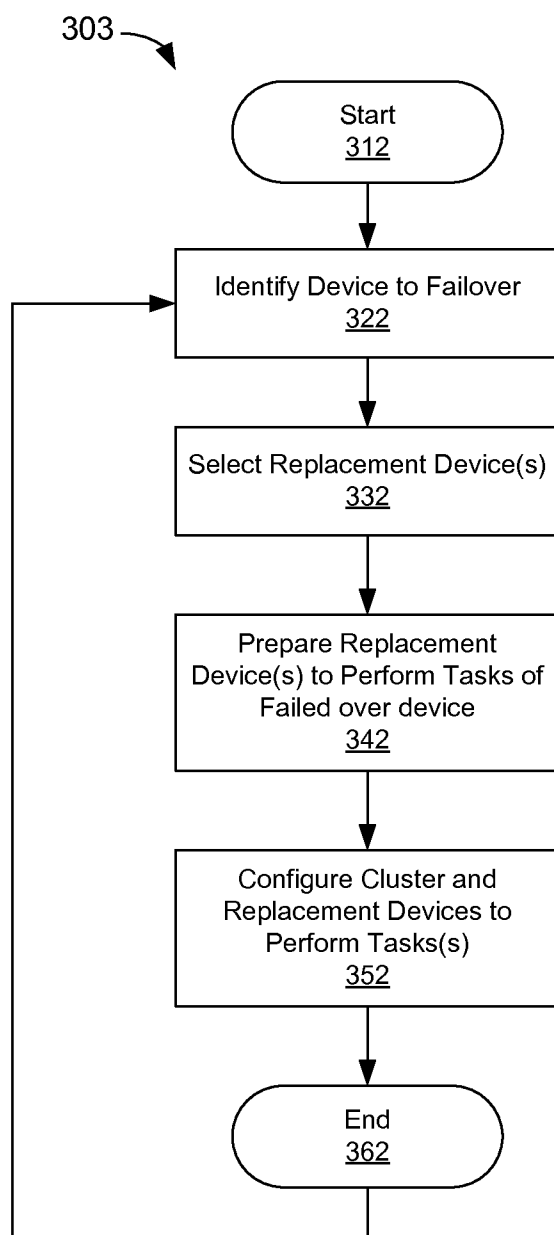 303
Start
312
Identify Device to Failover
322
Select Replacement Device(s)
332
Prepare Replacement
Device(s) to Perform Tasks of
Failed over device
342
Configure Cluster and
Replacement Devices to
Perform Tasks(s)
352
End
362